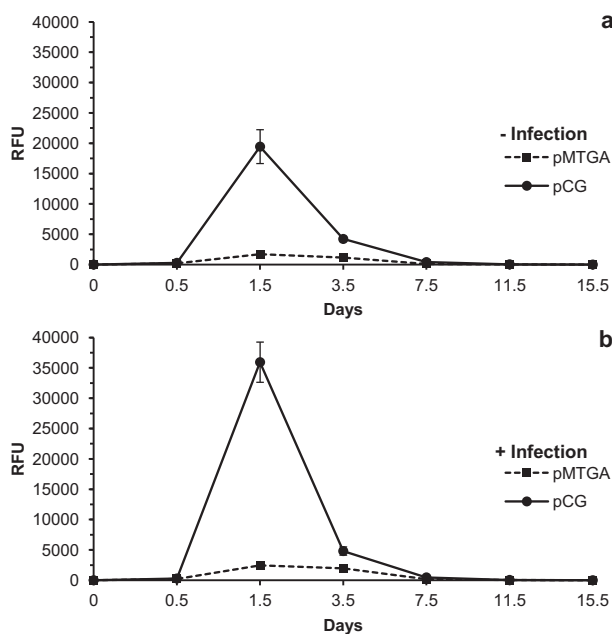 a
40000
35000
30000
25000
20000
15000
10000
5000
0
RFU
- Infection
pMTGA
pCG
0 0.5 1.5 3.5 7.5 11.5 15.5
Days
b
40000
35000
30000
25000
20000
15000
10000
5000
0
RFU
+ Infection
pMTGA
pCG
0 0.5 1.5 3.5 7.5 11.5 15.5
Days